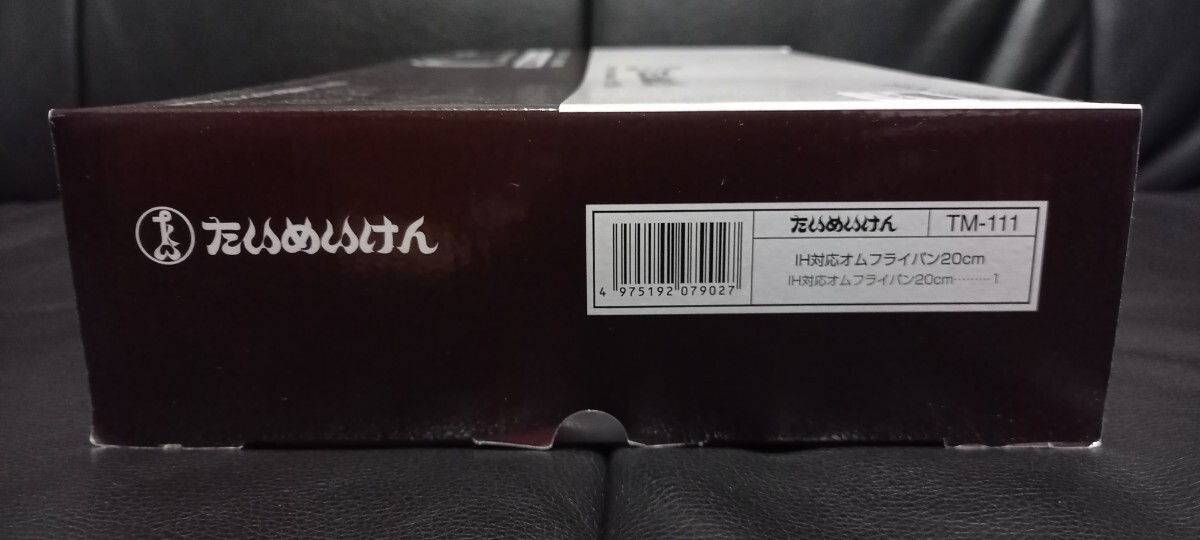 たいめいけん
たいめいけん TM-111
IH対応オムフライパン20cm
IH対応オムフライパン20cm………1
4 975192 079027